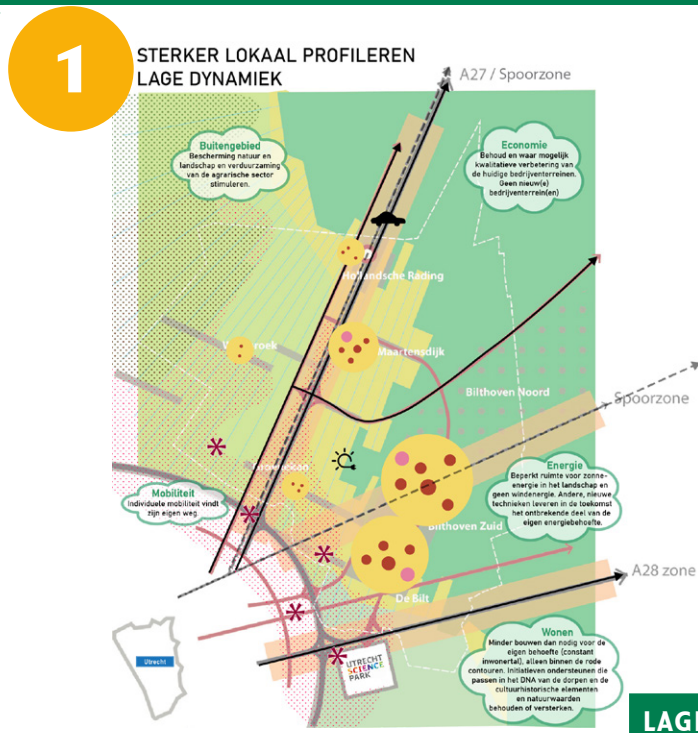 1
STERKER LOKAAL PROFILEREN
LAGE DYNAMIEK
A27 / Spoorzone
Buitengebied
Bescherming natuur en
landschap en verduurzaming
van de agrarische sector
stimuleren.
Economie
Behoud en waar mogelijk
kwalitatieve verbetering van
de huidige bedrijventerreinen.
Geen nieuw(e)
bedrijventerrein(en)
Hollandsche Rading
Maartensdijk
Bilthoven Noord
Spoorzone
Energie
Beperkt ruimte voor zonne-
energie in het landschap en
geen windenergie. Andere, nieuwe
technieken leveren in de toekomst
het ontbrekende deel van de
eigen energiebehoefte.
Mobiliteit
Individuele mobiliteit vindt
zijn eigen weg
Bilthoven Zuid
A28 zone
De Bilt
Wonen
Minder bouwen dan nodig voor de
eigen behoefte (constant
inwonertal), alleen binnen de rode
contouren. Initiatieven ondersteunen die
passen in het DNA van de dorpen en de
cultuurhistorische elementen
en natuurwaarden
behouden of versterken.
UTRECHT
SCIENCE
PARK
Utrecht